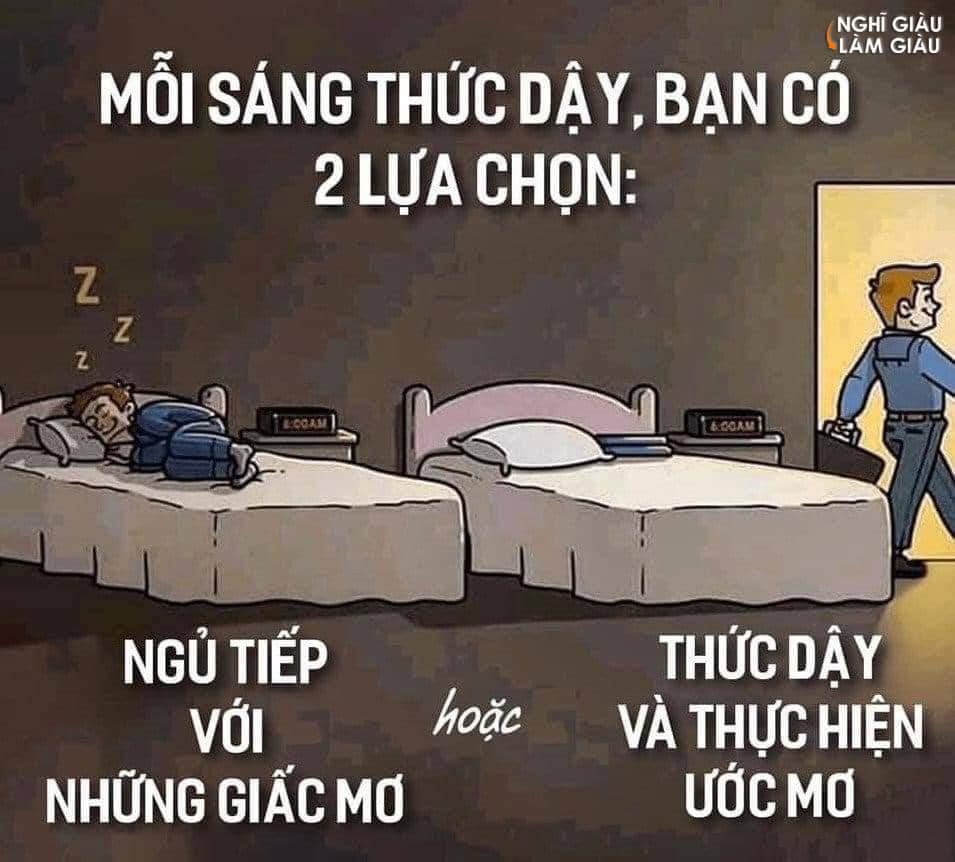 NGHĨ GIÀU
LÀM GIÀU
MỖI SÁNG THỨC DẬY, BẠN CÓ
2 LỰA CHỌN:
Z
Z
Z
6:00AM
6:00AM
NGỦ TIẾP
VỚI
NHỮNG GIẤC MƠ
hoặc
THỨC DẬY
VÀ THỰC HIỆN
ƯỚC MƠ